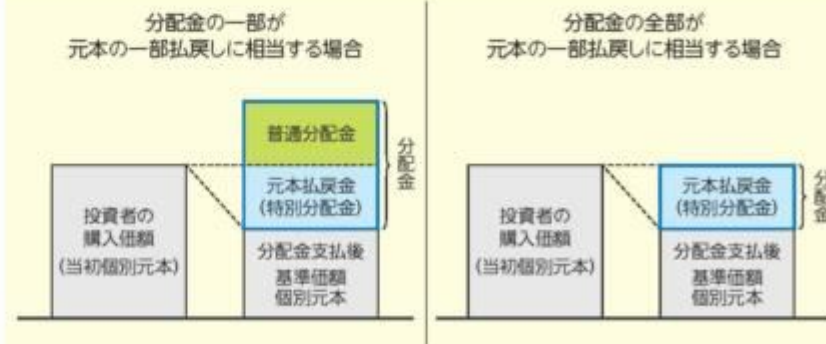 分配金の一部が
元本の一部払戻しに相当する場合
普通分配金
元本払戻金
(特別分配金)
分配金
投資者の
購入価額
(当初個別元本)
分配金支払後
基準価額
個別元本
分配金の全部が
元本の一部払戻しに相当する場合
元本払戻金
(特別分配金)
分配金
投資者の
購入価額
(当初個別元本)
分配金支払後
基準価額
個別元本